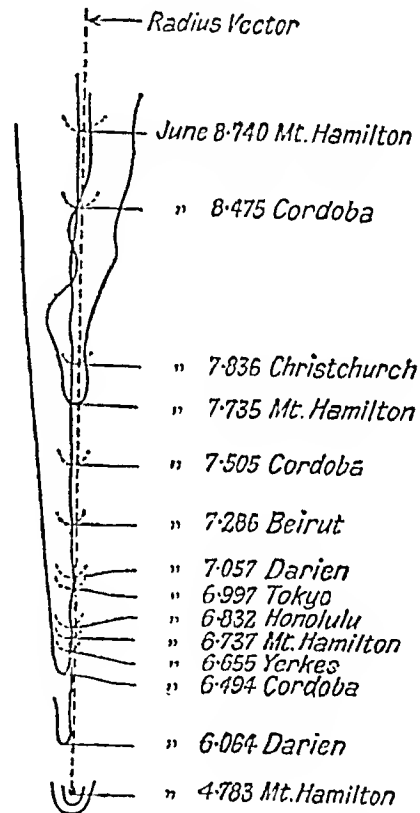 Radius Vector
June 8·740 Mt. Hamilton
„ 8·475 Cordoba
„ 7·836 Christchurch
„ 7·735 Mt. Hamilton
„ 7·505 Cordoba
„ 7·286 Beirut
„ 7·057 Darien
„ 6·997 Tokyo
„ 6·832 Honolulu
„ 6·737 Mt. Hamilton
„ 6·655 Yerkes
„ 6·494 Cordoba
„ 6·064 Darien
„ 4·783 Mt. Hamilton